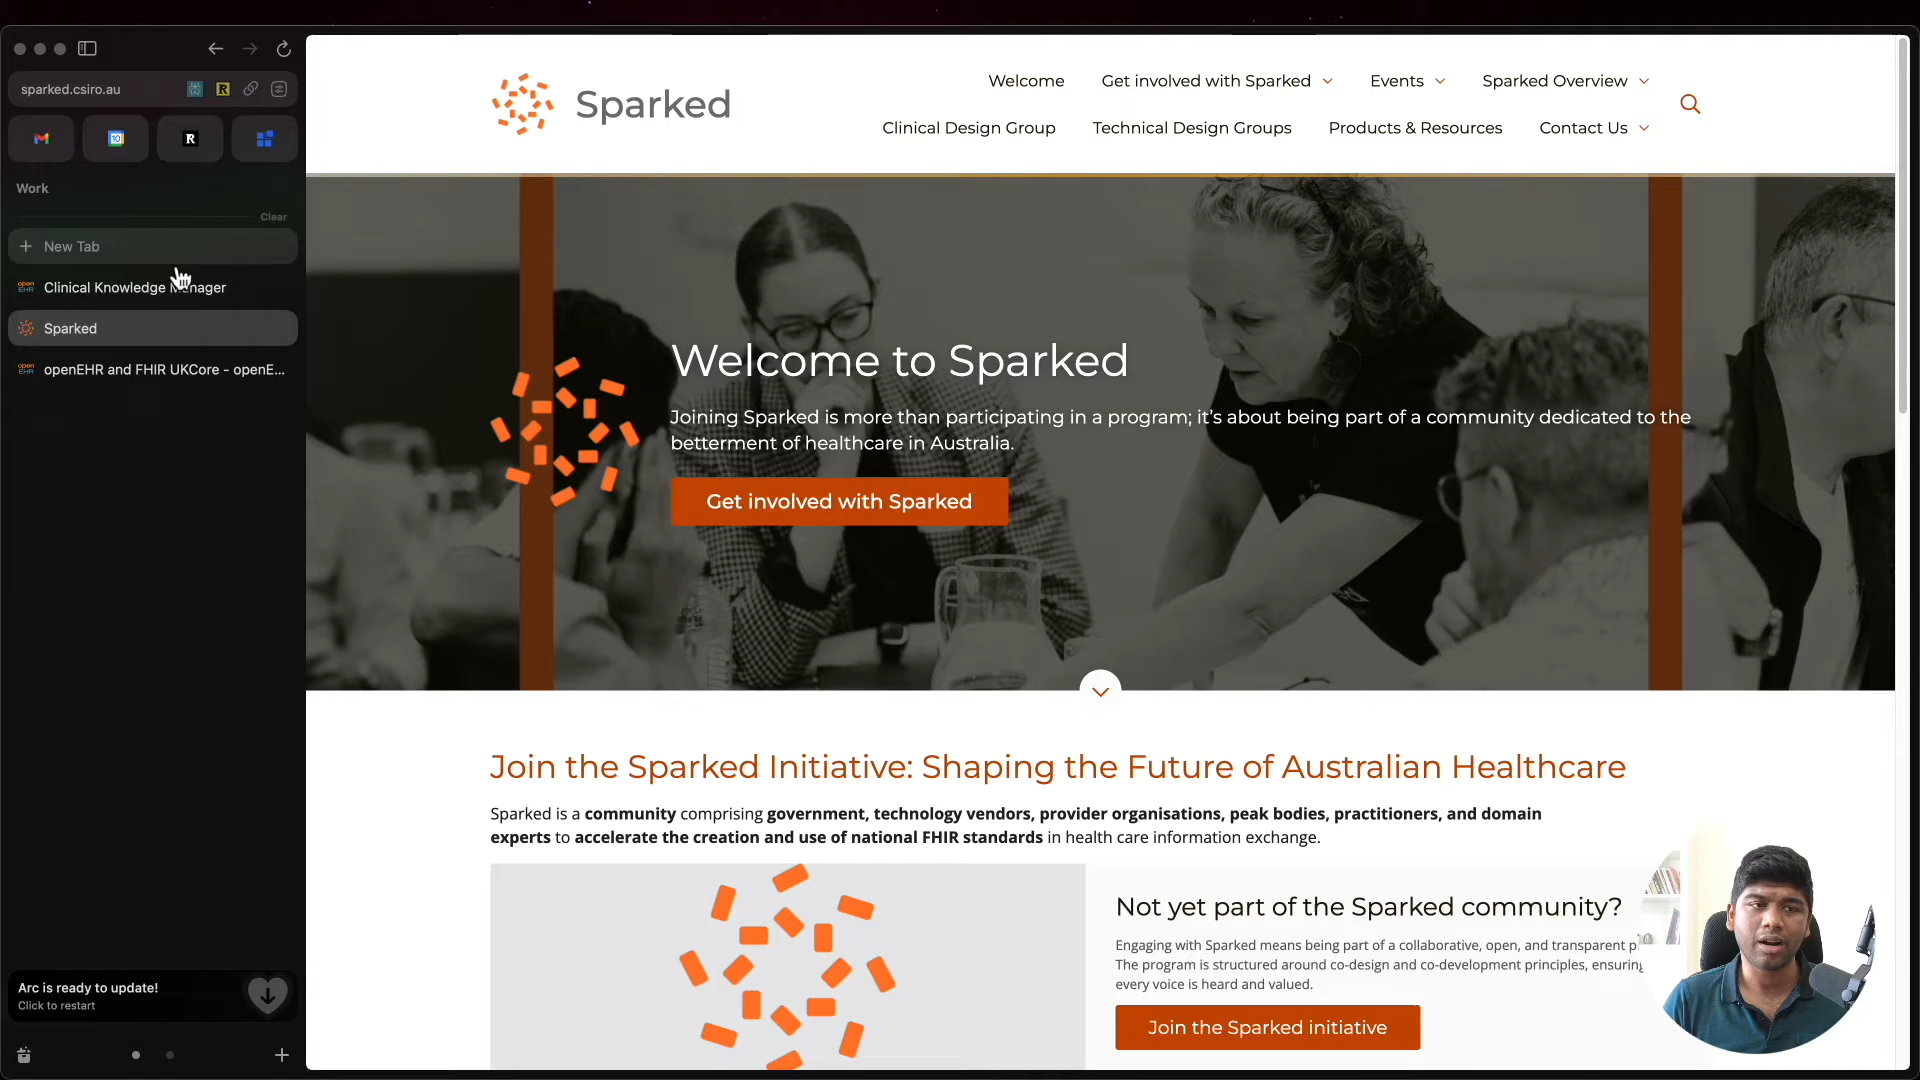 sparked.csiro.au
Work
Clear
New Tab
Clinical Knowledge
Sparked
openEHR and FHIR UKCore - openE...
Arc is ready to update!
Click to restart
Sparked
Welcome
Get involved with Sparked
Events
Sparked Overview
Clinical Design Group
Technical Design Groups
Products & Resources
Contact Us
Welcome to Sparked
Joining Sparked is more than participating in a program; it's about being part of a community dedicated to the
betterment of healthcare in Australia.
Get involved with Sparked
Join the Sparked Initiative: Shaping the Future of Australian Healthcare
Sparked is a community comprising government, technology vendors, provider organisations, peak bodies, practitioners, and domain
experts to accelerate the creation and use of national FHIR standards in health care information exchange.
Not yet part of the Sparked community?
Engaging with Sparked means being part of a collaborative, open, and transparent
The program is structured around co-design and co-development principles, ensuring
every voice is heard and valued.
Join the Sparked initiative